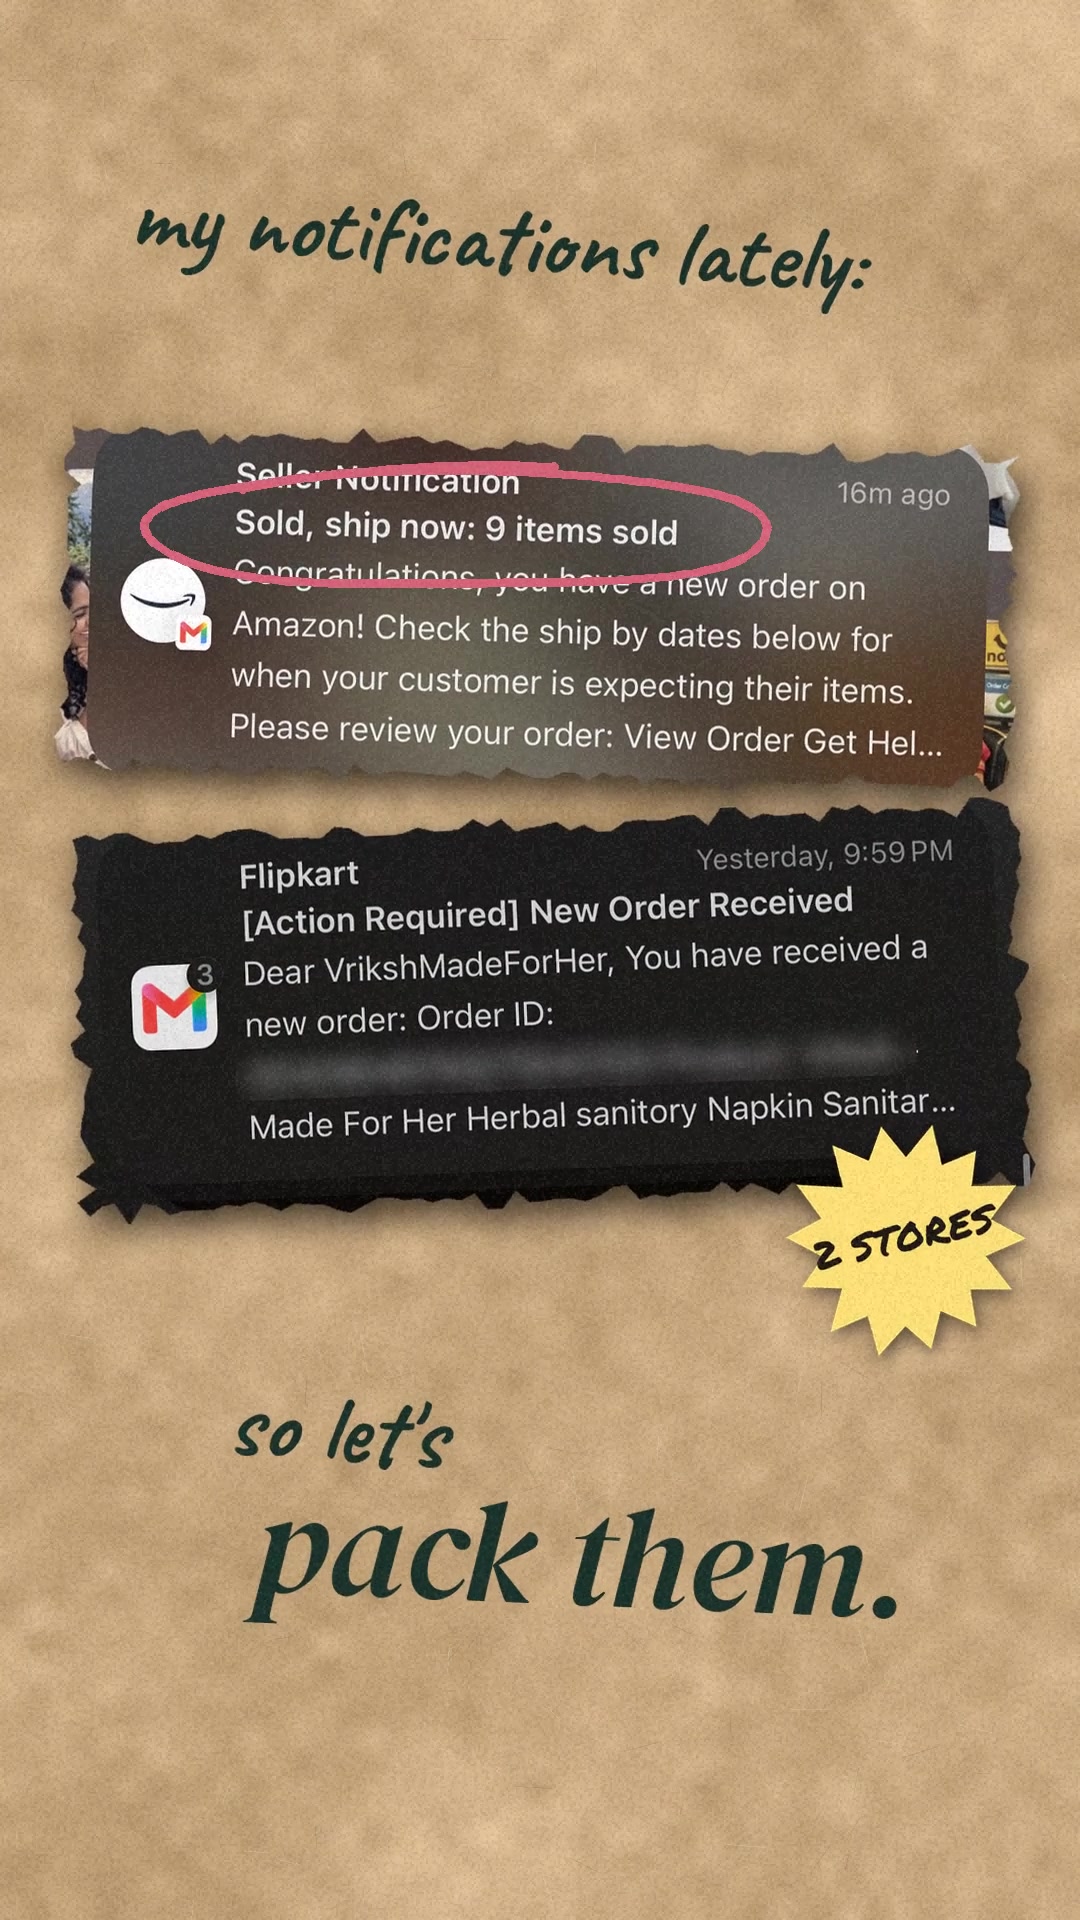 my notifications lately:
Seller Notification
16m ago
Sold, ship now: 9 items sold
Congratulations, you have a new order on
Amazon! Check the ship by dates below for
when your customer is expecting their items.
Please review your order: View Order Get Hel...
Flipkart
Yesterday, 9:59 PM
[Action Required] New Order Received
3
Dear VrikshMadeForHer, You have received a
new order: Order ID:
Made For Her Herbal sanitory Napkin Sanitar...
2 STORES
so let's
pack them.